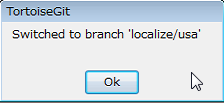 TortoiseGit
Switched to branch 'localize/usa'
Ok